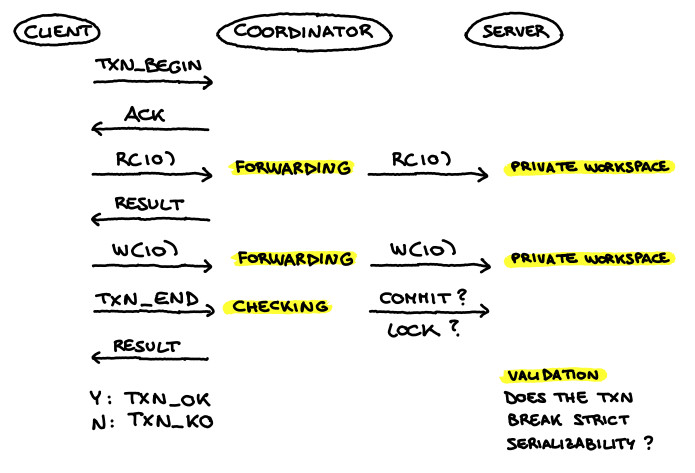 CLIENT COORDINATOR SERVER
TXN_BEGIN
ACK
R(10) FORWARDING R(10) PRIVATE WORKSPACE
RESULT
W(10) FORWARDING W(10) PRIVATE WORKSPACE
TXN_END CHECKING COMMIT?
LOCK?
RESULT
VALIDATION
Y: TXN_OK DOES THE TXN
N: TXN_KO BREAK STRICT
SERIALIZABILITY?